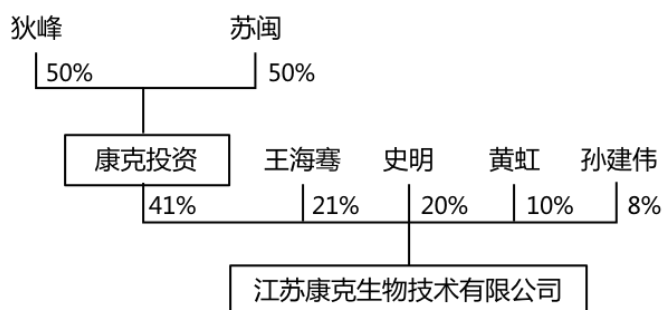 狄峰 苏闽
50% 50%
康克投资 王海骞 史明 黄虹 孙建伟
41% 21% 20% 10% 8%
江苏康克生物技术有限公司